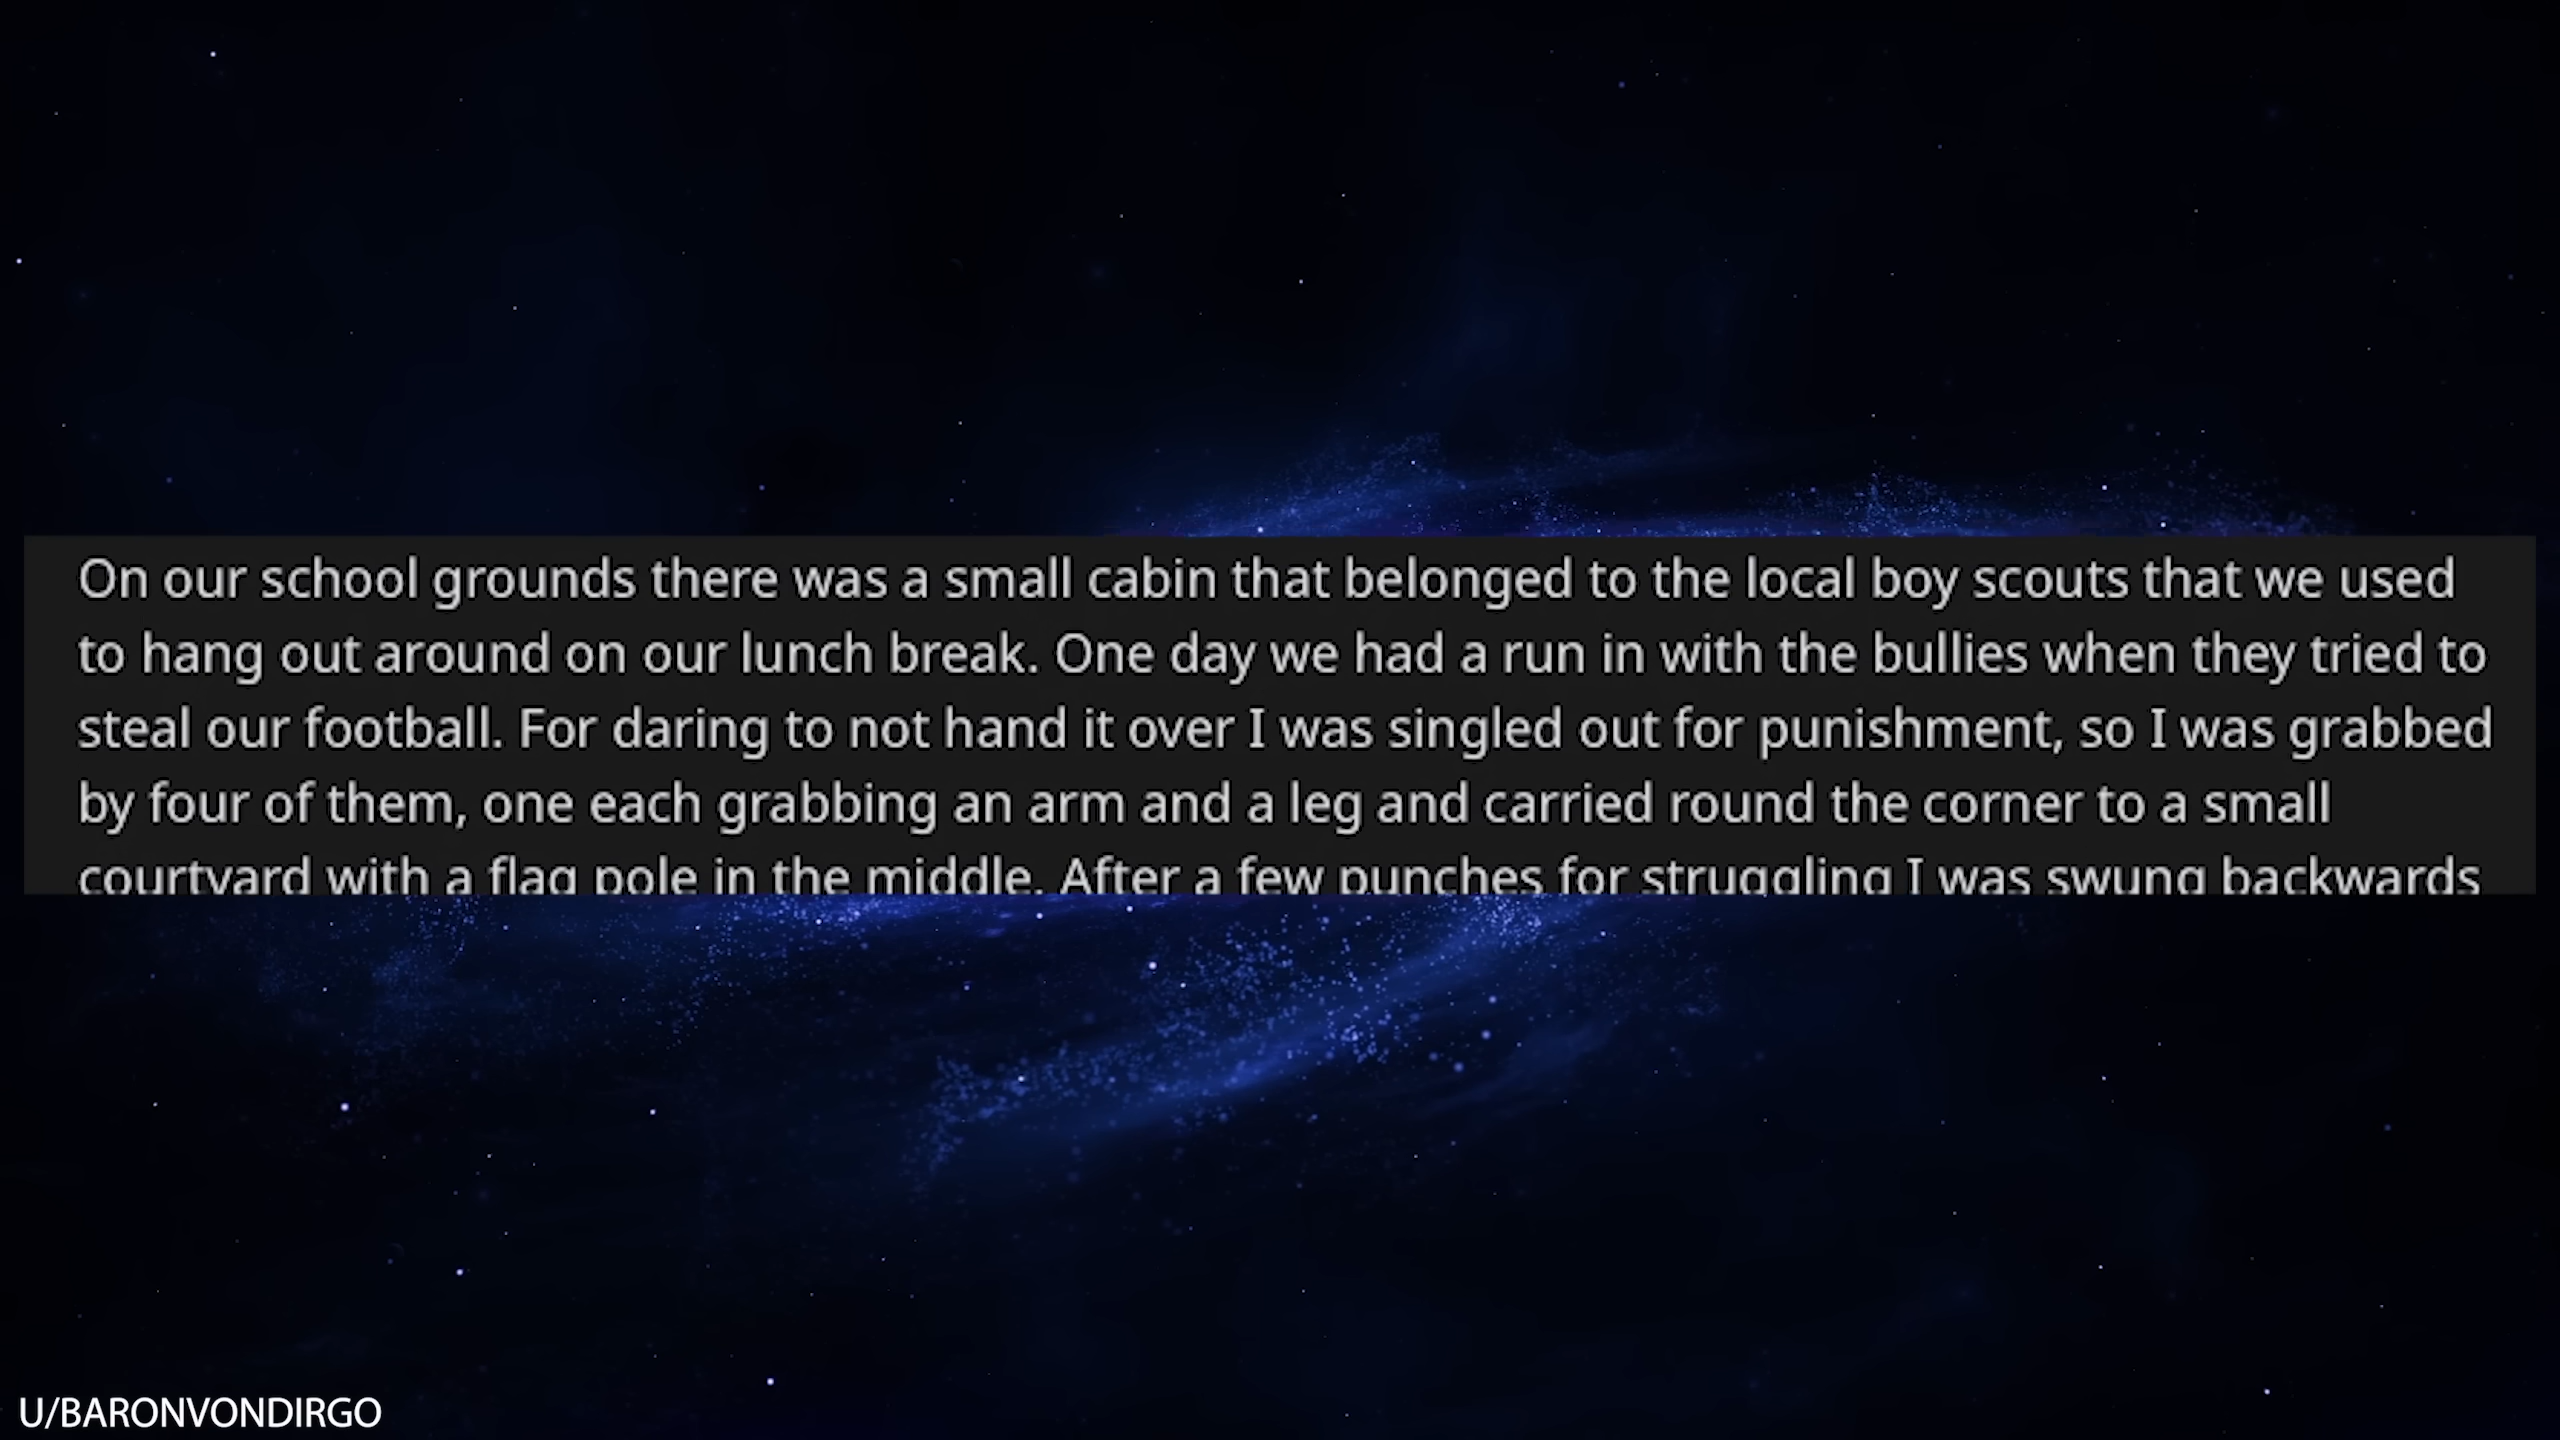 On our school grounds there was a small cabin that belonged to the local boy scouts that we used
to hang out around on our lunch break. One day we had a run in with the bullies when they tried to
steal our football. For daring to not hand it over I was singled out for punishment, so I was grabbed
by four of them, one each grabbing an arm and a leg and carried round the corner to a small
courtyard with a flag pole in the middle. After a few punches for struggling I was swung backwards
U/BARONVONDIRGO